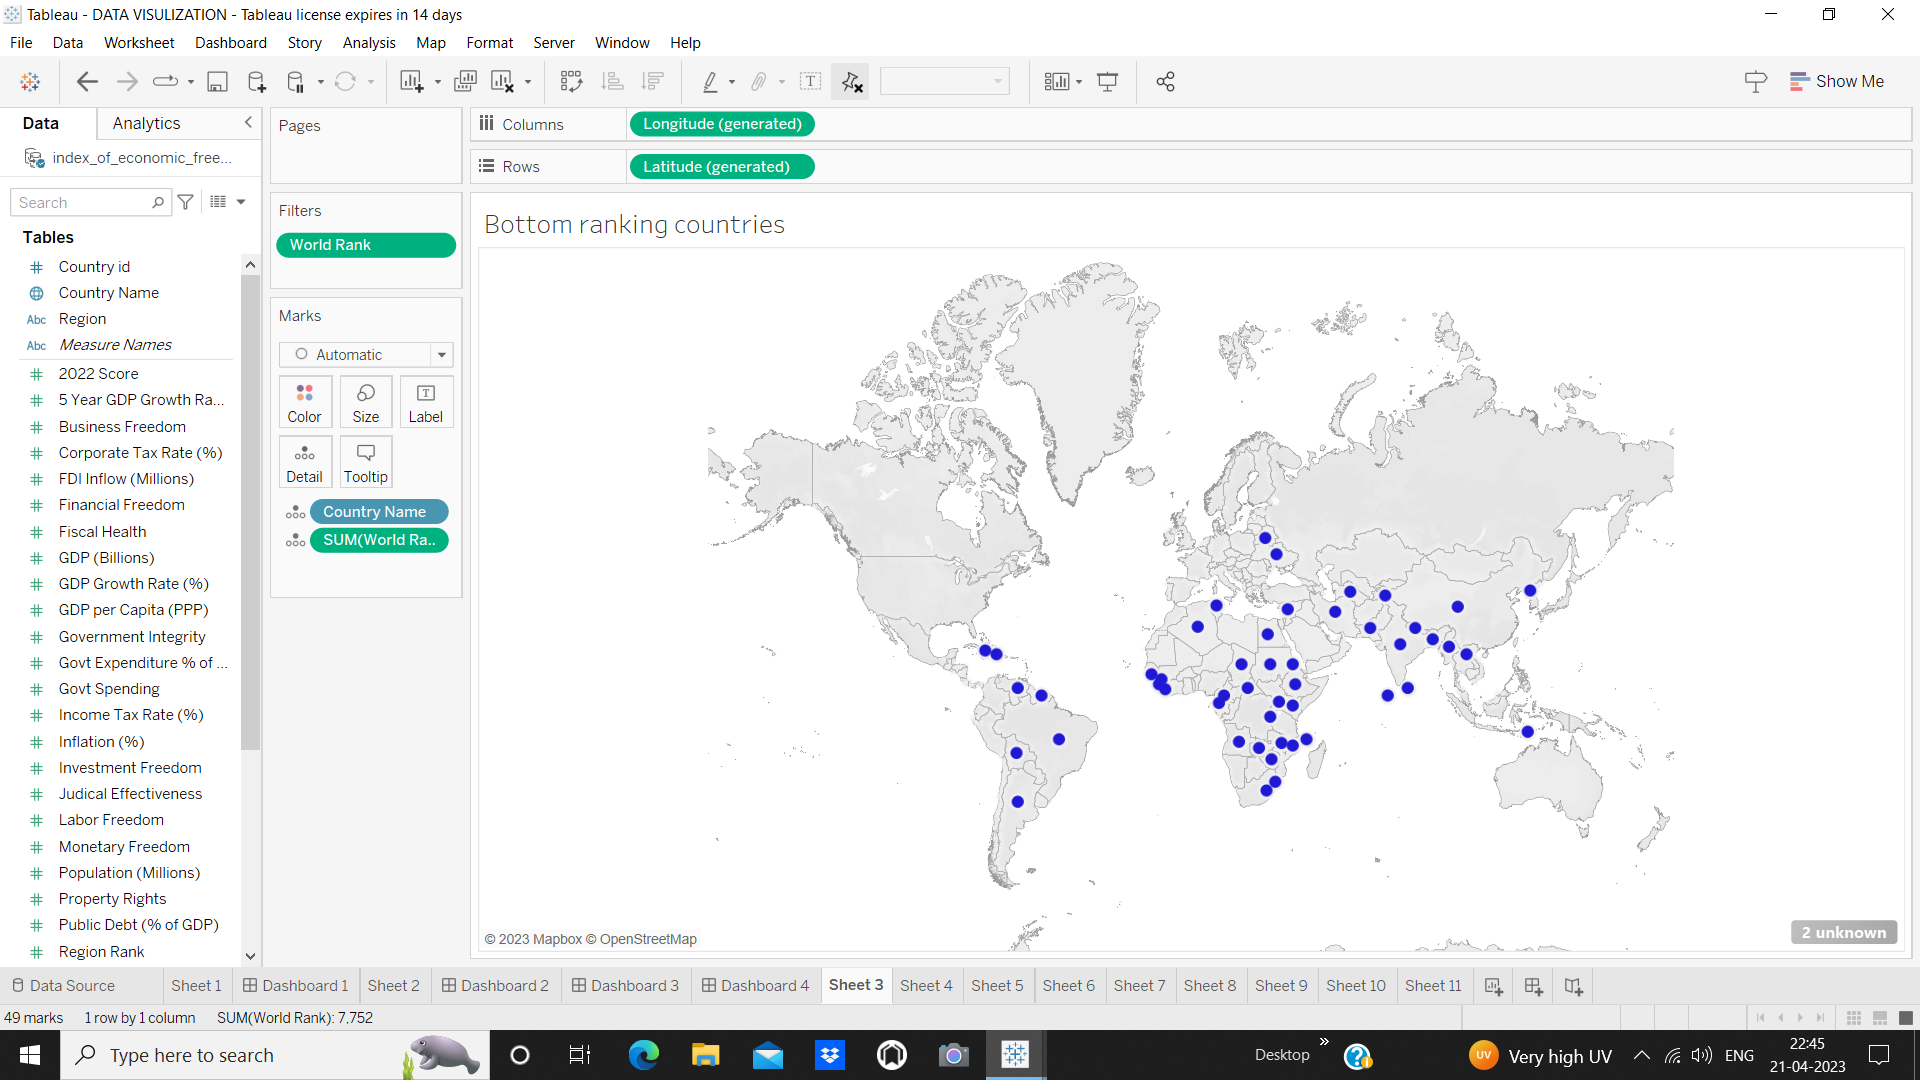 Tableau - DATA VISULIZATION - Tableau license expires in 14 days
File Data Worksheet Dashboard Story Analysis Map Format Server Window Help
Show Me
Data Analytics
index_of_economic_free...
Search
Tables
Country id
Country Name
Abc Region
Abc Measure Names
2022 Score
5 Year GDP Growth Ra...
Business Freedom
Corporate Tax Rate (%)
FDI Inflow (Millions)
Financial Freedom
Fiscal Health
GDP (Billions)
GDP Growth Rate (%)
GDP per Capita (PPP)
Government Integrity
Govt Expenditure % of ...
Govt Spending
Income Tax Rate (%)
Inflation (%)
Investment Freedom
Judical Effectiveness
Labor Freedom
Monetary Freedom
Population (Millions)
Property Rights
Public Debt (% of GDP)
Region Rank
Pages
Filters
World Rank
Marks
Automatic
Color Size Label
Detail Tooltip
Country Name
SUM(World Ra..
Columns Longitude (generated)
Rows Latitude (generated)
Bottom ranking countries
© 2023 Mapbox © OpenStreetMap
2 unknown
Data Source Sheet 1 Dashboard 1 Sheet 2 Dashboard 2 Dashboard 3 Dashboard 4 Sheet 3 Sheet 4 Sheet 5 Sheet 6 Sheet 7 Sheet 8 Sheet 9 Sheet 10 Sheet 11
49 marks 1 row by 1 column SUM(World Rank): 7,752
Type here to search
Desktop
UV Very high UV
ENG
22:45
21-04-2023